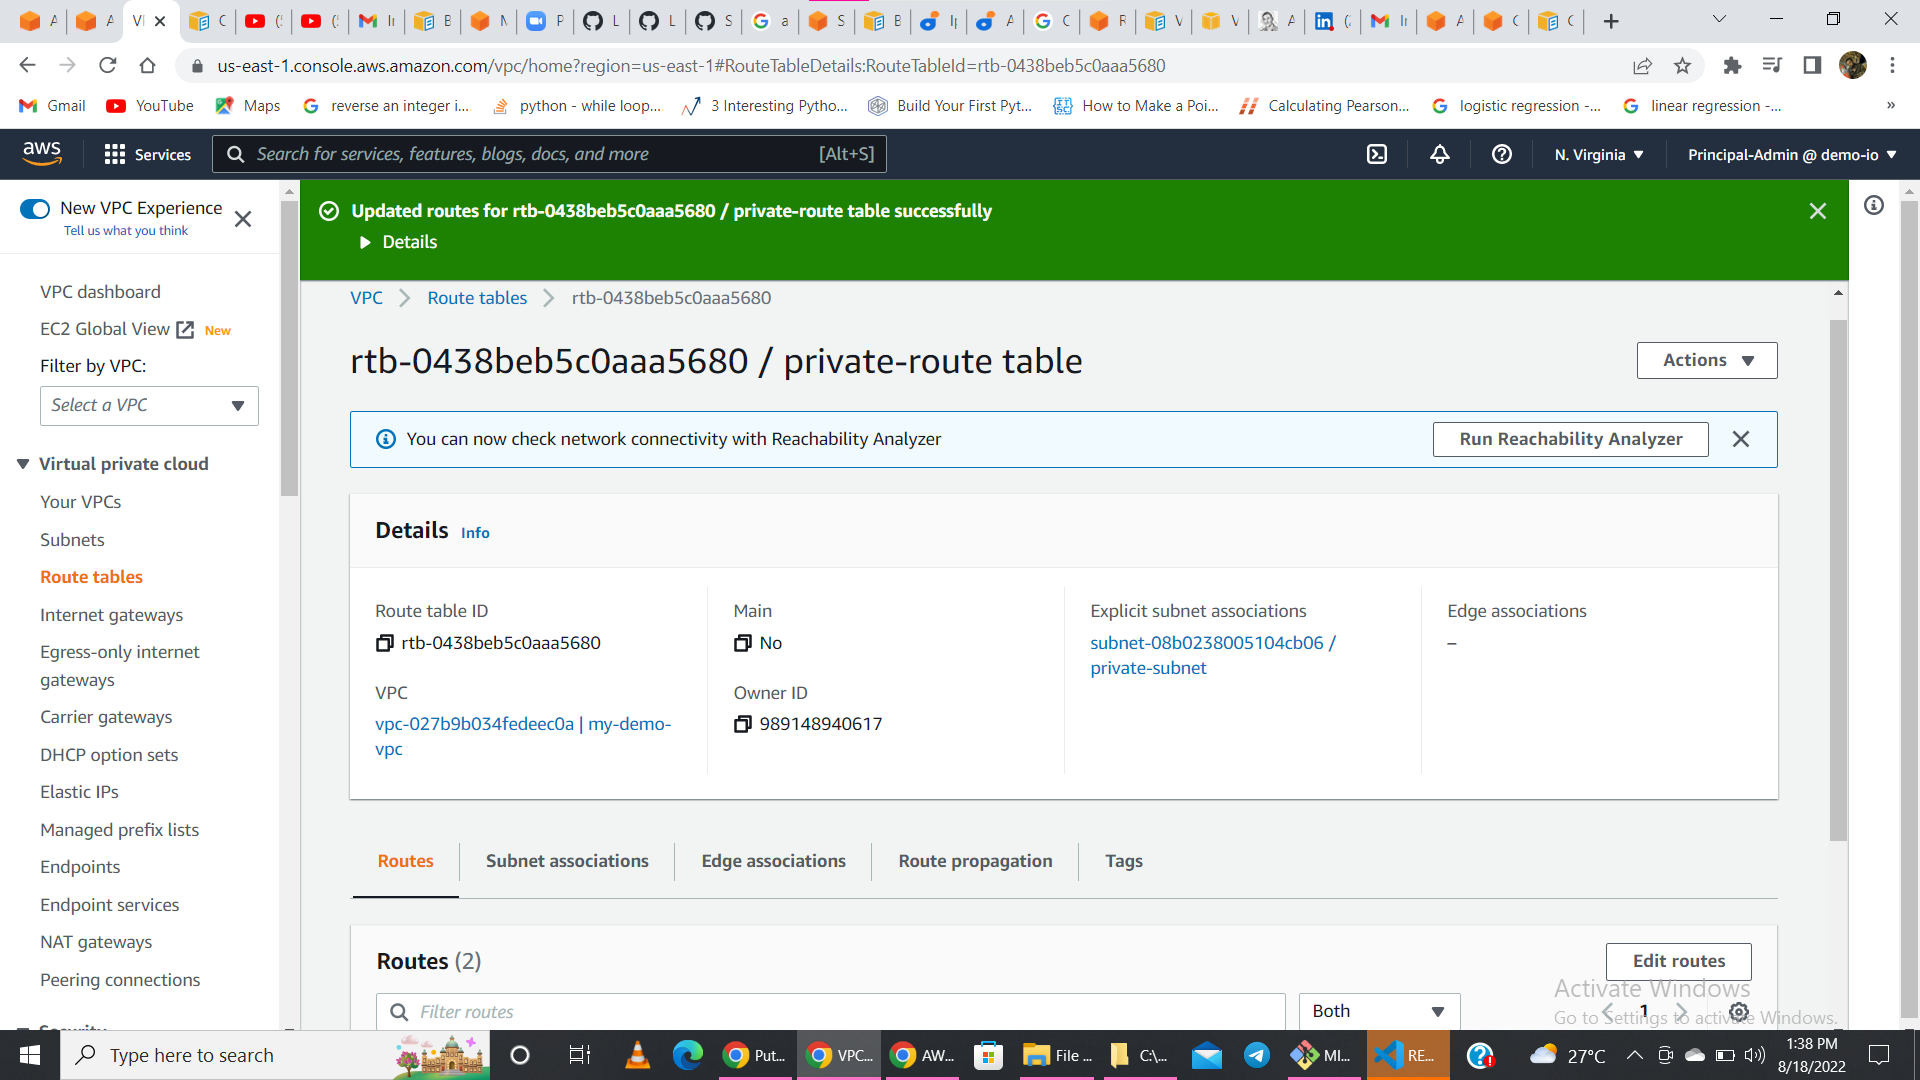 us-east-1.console.aws.amazon.com/vpc/home?region=us-east-1#RouteTableDetails:RouteTableId=rtb-0438beb5c0aaa5680
Gmail
YouTube
Maps
reverse an integer i...
python - while loop...
3 Interesting Pytho...
Build Your First Pyt...
How to Make a Poi...
Calculating Pearson...
logistic regression -...
linear regression -...
»
aws
Services
Search for services, features, blogs, docs, and more
[Alt+S]
N. Virginia
Principal-Admin @ demo-io
New VPC Experience
Tell us what you think
VPC dashboard
EC2 Global View
New
Filter by VPC:
Select a VPC
Virtual private cloud
Your VPCs
Subnets
Route tables
Internet gateways
Egress-only internet
gateways
Carrier gateways
DHCP option sets
Elastic IPs
Managed prefix lists
Endpoints
Endpoint services
NAT gateways
Peering connections
Security
Updated routes for rtb-0438beb5c0aaa5680 / private-route table successfully
Details
VPC
Route tables
rtb-0438beb5c0aaa5680
rtb-0438beb5c0aaa5680 / private-route table
Actions
You can now check network connectivity with Reachability Analyzer
Run Reachability Analyzer
Details
Info
Route table ID
rtb-0438beb5c0aaa5680
Main
No
Explicit subnet associations
subnet-08b0238005104cb06 /
private-subnet
Edge associations
–
VPC
vpc-027b9b034fedeec0a | my-demo-
vpc
Owner ID
989148940617
Routes
Subnet associations
Edge associations
Route propagation
Tags
Routes (2)
Edit routes
Filter routes
Both
1
Activate Windows
Go to Settings to activate Windows.
Type here to search
Put...
VPC...
AW...
File ...
C:\...
MI...
RE...
27°C
1:38 PM
8/18/2022